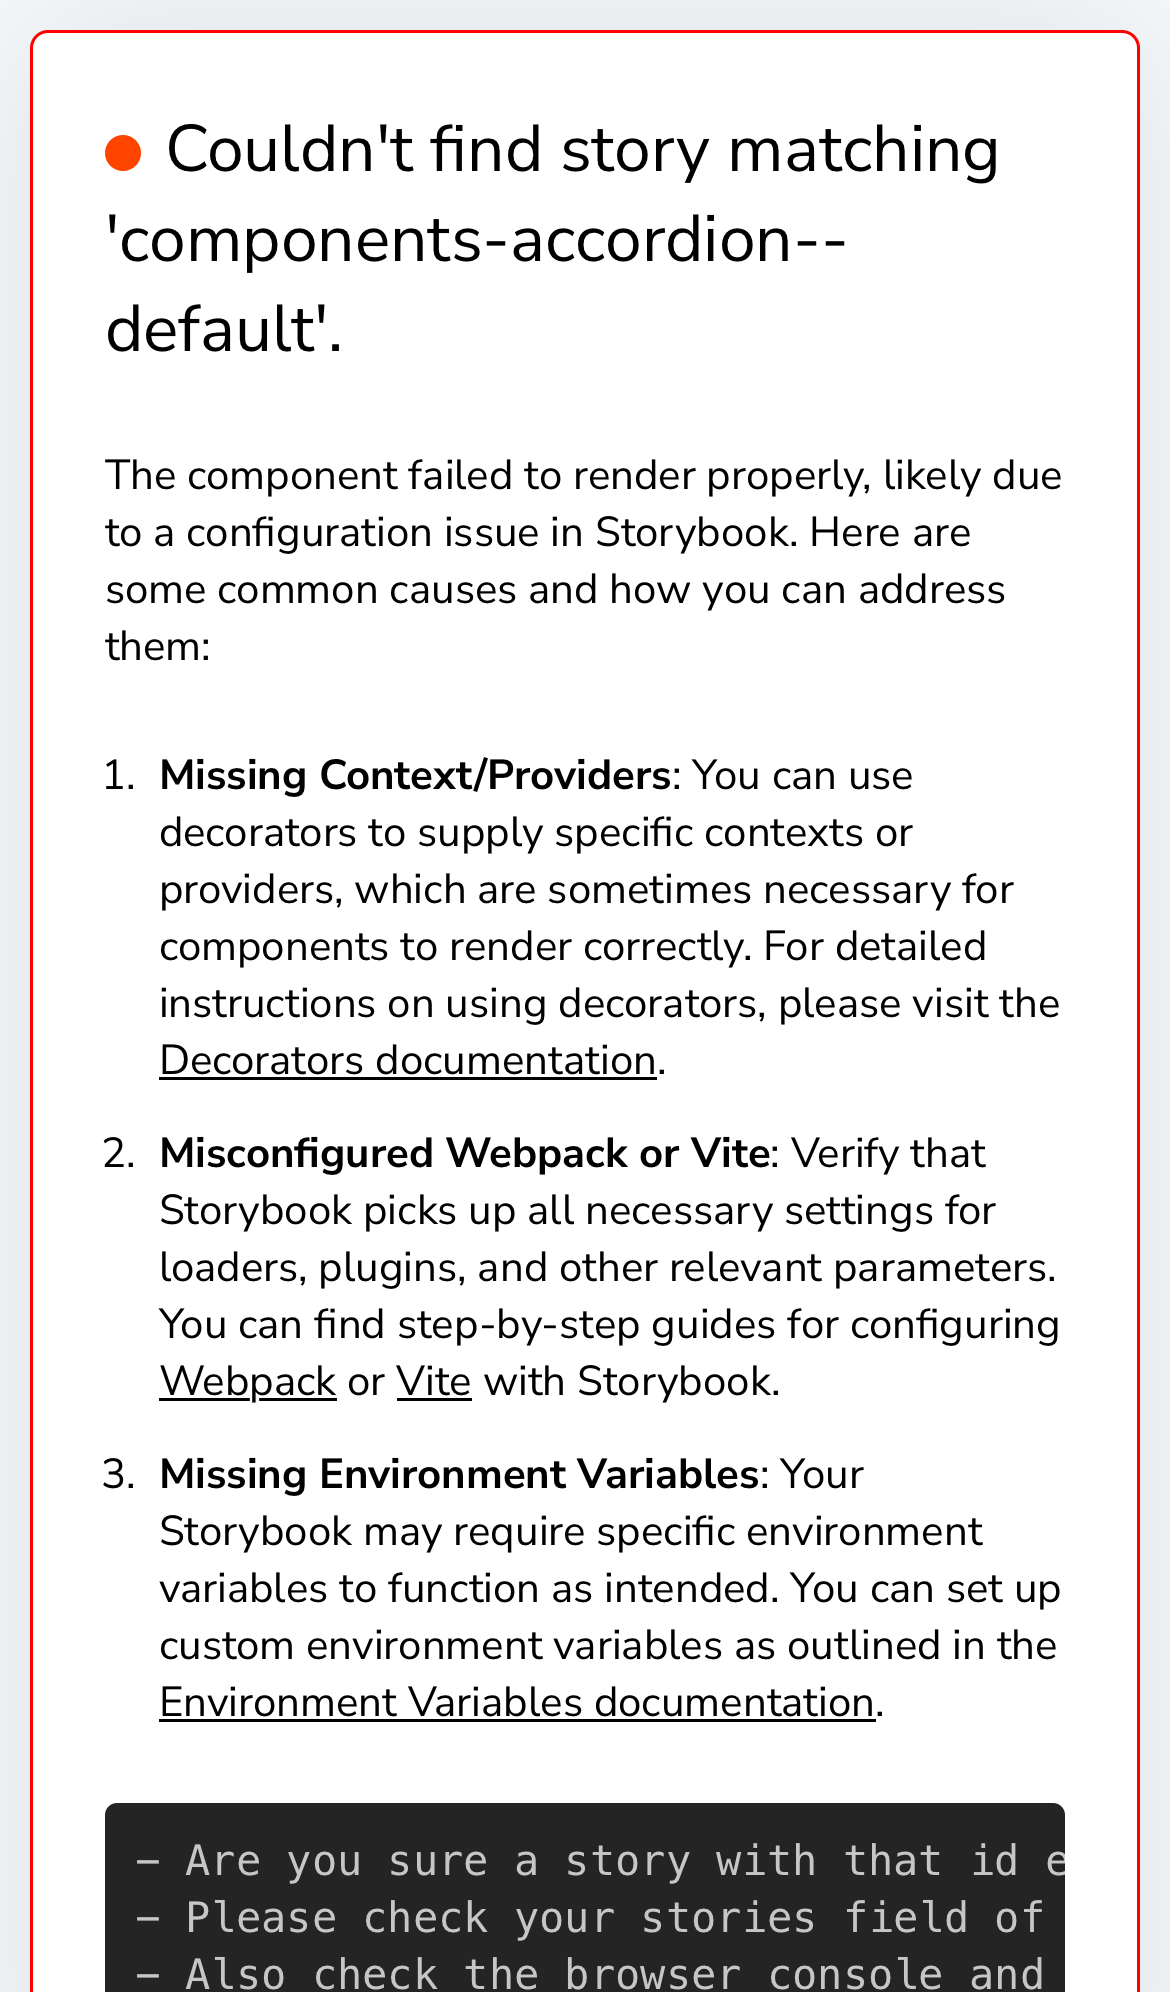 Couldn't find story matching
'components-accordion--
default'.
The component failed to render properly, likely due
to a configuration issue in Storybook. Here are
some common causes and how you can address
them:
1. Missing Context/Providers: You can use
decorators to supply specific contexts or
providers, which are sometimes necessary for
components to render correctly. For detailed
instructions on using decorators, please visit the
Decorators documentation.
2. Misconfigured Webpack or Vite: Verify that
Storybook picks up all necessary settings for
loaders, plugins, and other relevant parameters.
You can find step-by-step guides for configuring
Webpack or Vite with Storybook.
3. Missing Environment Variables: Your
Storybook may require specific environment
variables to function as intended. You can set up
custom environment variables as outlined in the
Environment Variables documentation.
- Are you sure a story with that id
- Please check your stories field of
- Also check the browser console and